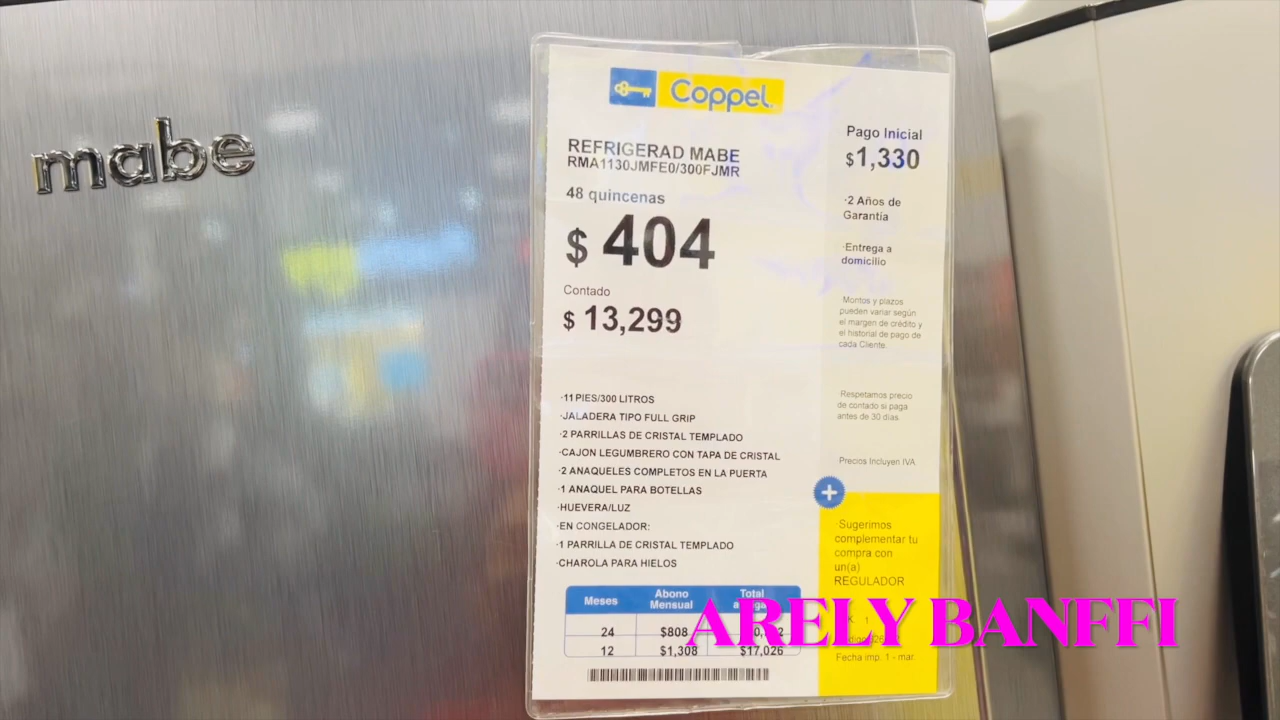 mabe
Coppel.
REFRIGERAD MABE
RMA1130JMFE0/300FJMR
48 quincenas
$ 404
Contado
$ 13,299
·11 PIES/300 LITROS
·JALADERA TIPO FULL GRIP
·2 PARRILLAS DE CRISTAL TEMPLADO
·CAJON LEGUMBRERO CON TAPA DE CRISTAL
·2 ANAQUELES COMPLETOS EN LA PUERTA
·1 ANAQUEL PARA BOTELLAS
·HUEVERA/LUZ
·EN CONGELADOR:
·1 PARRILLA DE CRISTAL TEMPLADO
·CHAROLA PARA HIELOS
Meses Abono Mensual Total
24 $808
12 $1,308 $17,026
Pago Inicial
$1,330
·2 Años de
Garantía
·Entrega a
domicilio
Montos y plazos
pueden variar según
el margen de crédito y
el historial de pago de
cada Cliente.
Respetamos precio
de contado si paga
antes de 30 días.
Precios Incluyen IVA
+
Sugerimos
complementar tu
compra con
un(a)
REGULADOR
Fecha imp. 1 - mar.
ARELY BANFFI